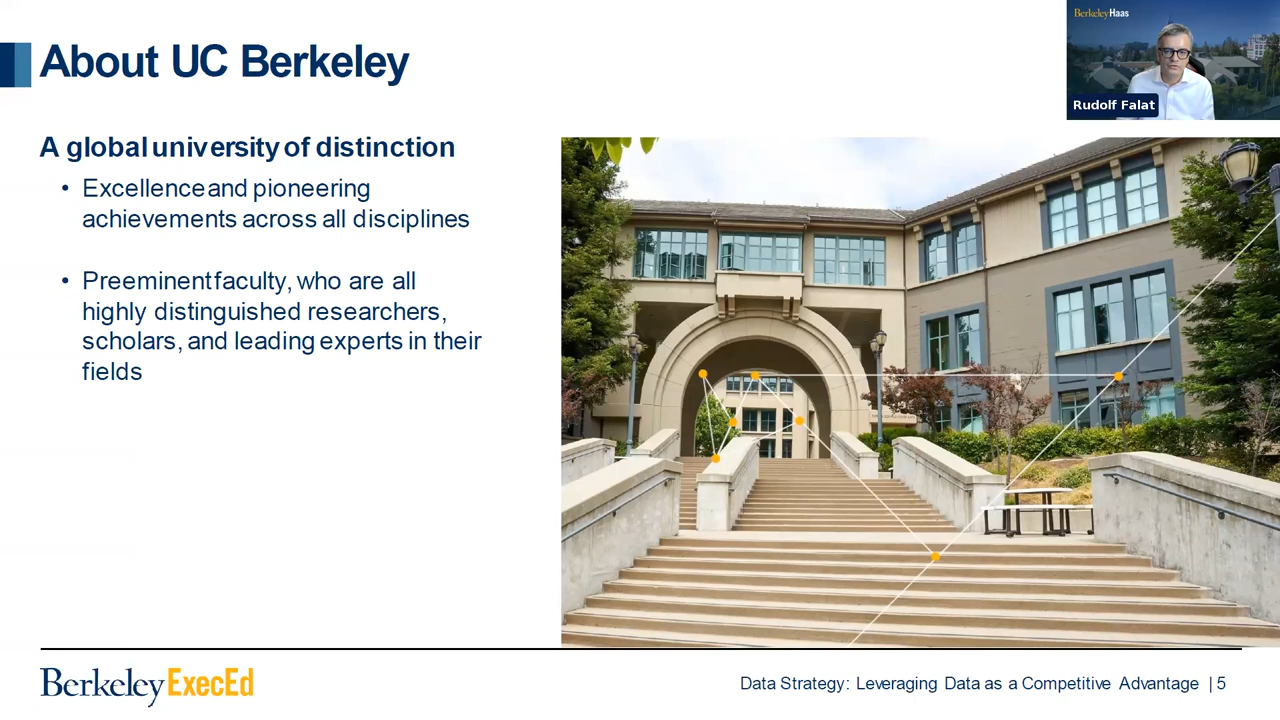 About UC Berkeley
BerkeleyHaas
Rudolf Falat
A global university of distinction
• Excellence and pioneering
achievements across all disciplines
• Preeminent faculty, who are all
highly distinguished researchers,
scholars, and leading experts in their
fields
Berkeley ExecEd
Data Strategy: Leveraging Data as a Competitive Advantage | 5